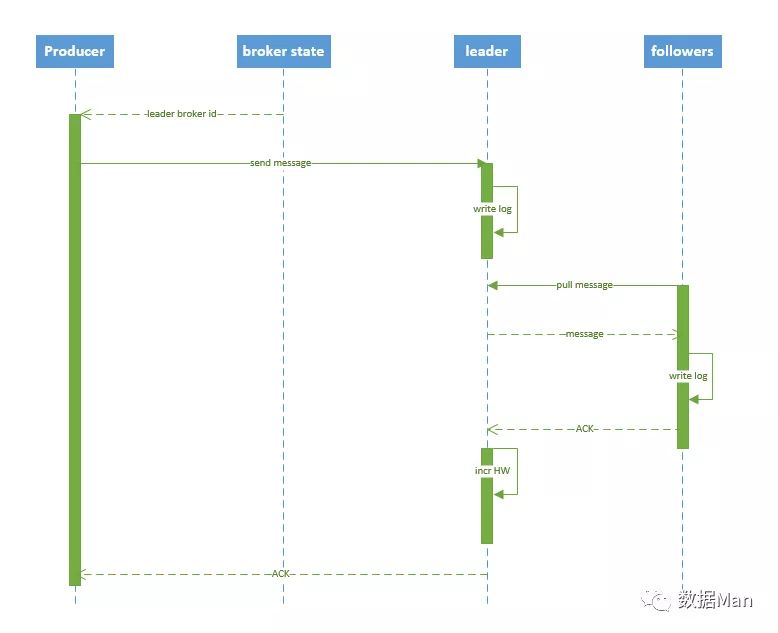 Producer
broker state
leader
followers
leader broker id
send message
write log
pull message
message
write log
ACK
incr HW
ACK
数据Man